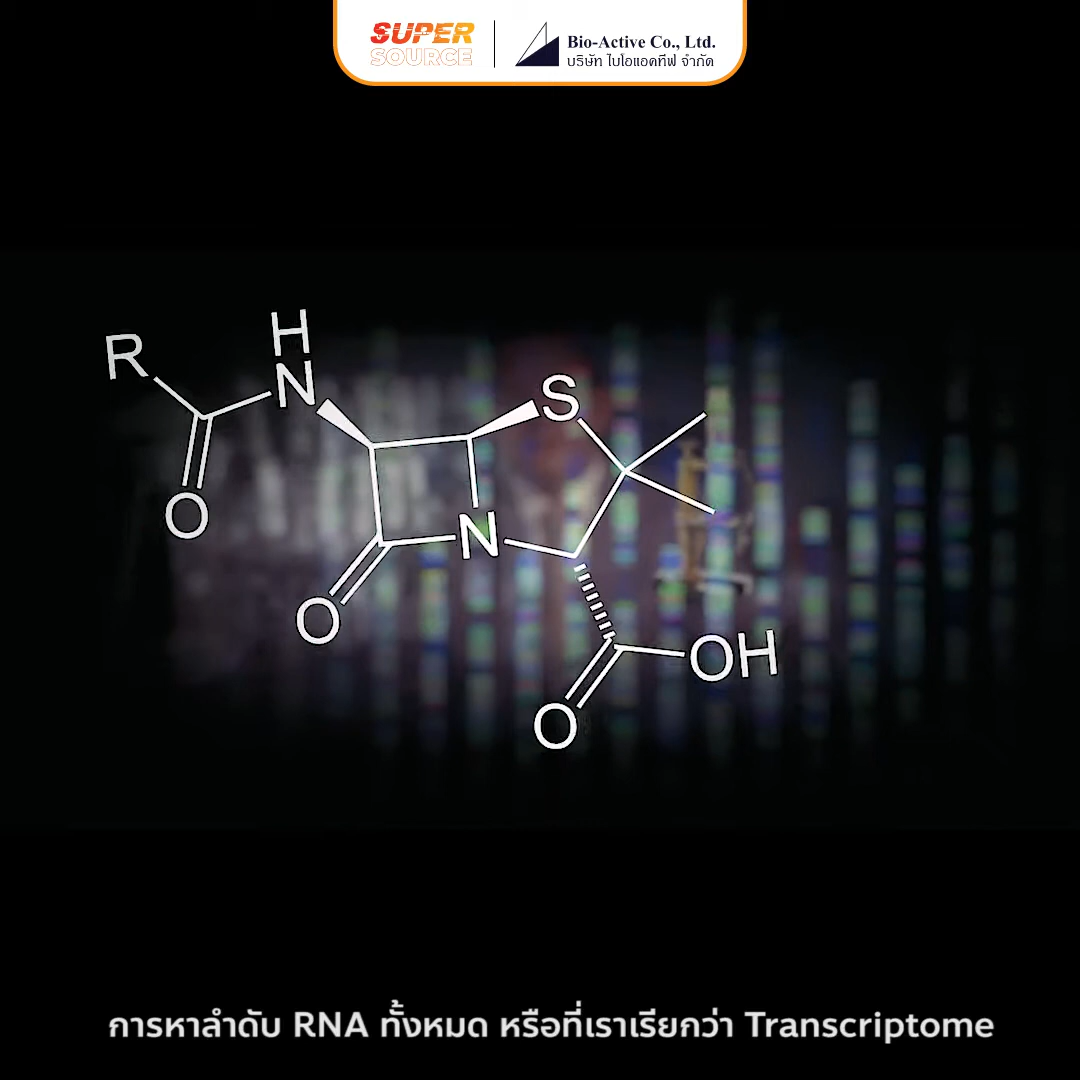 SUPER
SOURCE
Bio-Active Co., Ltd.
บริษัท ไบโอแอคทีฟ จำกัด
H
R
N
S
O
N
O
OH
O
การหาลำดับ RNA ทั้งหมด หรือที่เราเรียกว่า Transcriptome